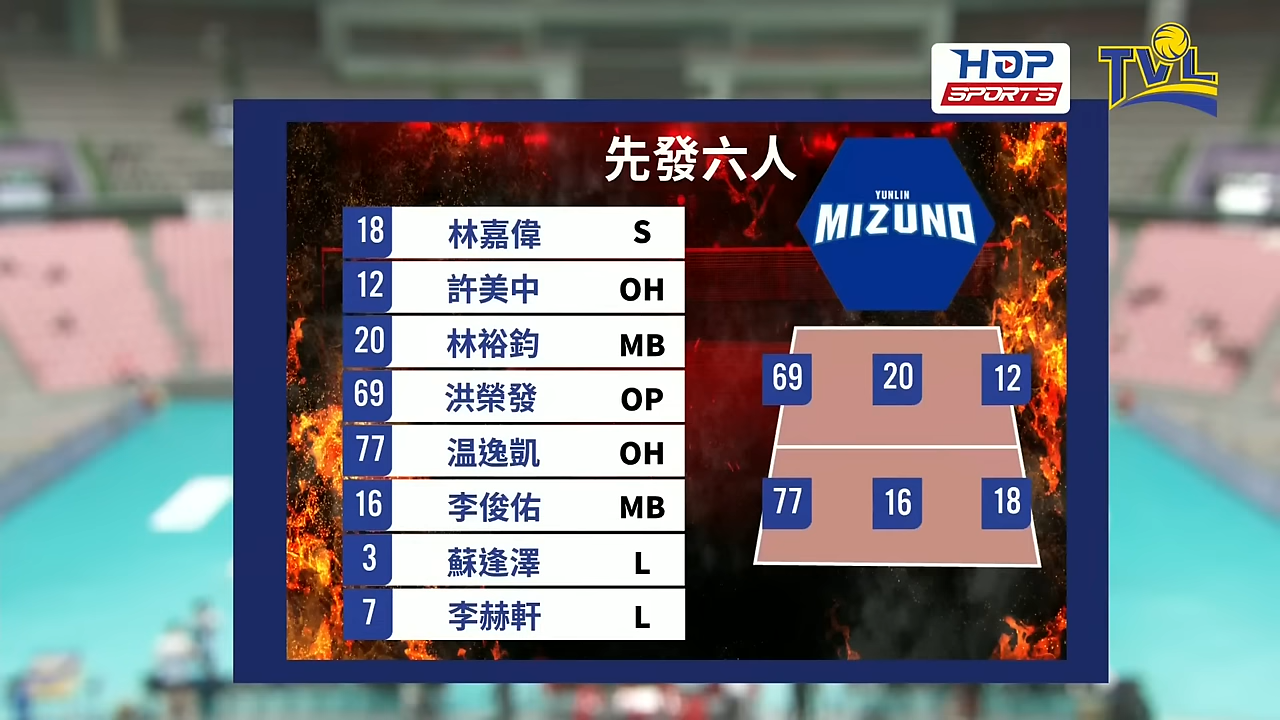 HOP
SPORTS
TVL
先發六人
YUNLIN
MIZUNO
18 林嘉偉 S
12 許美中 OH
20 林裕鈞 MB
69 洪榮發 OP
77 温逸凱 OH
16 李俊佑 MB
3 蘇逢澤 L
7 李赫軒 L
69 20 12
77 16 18